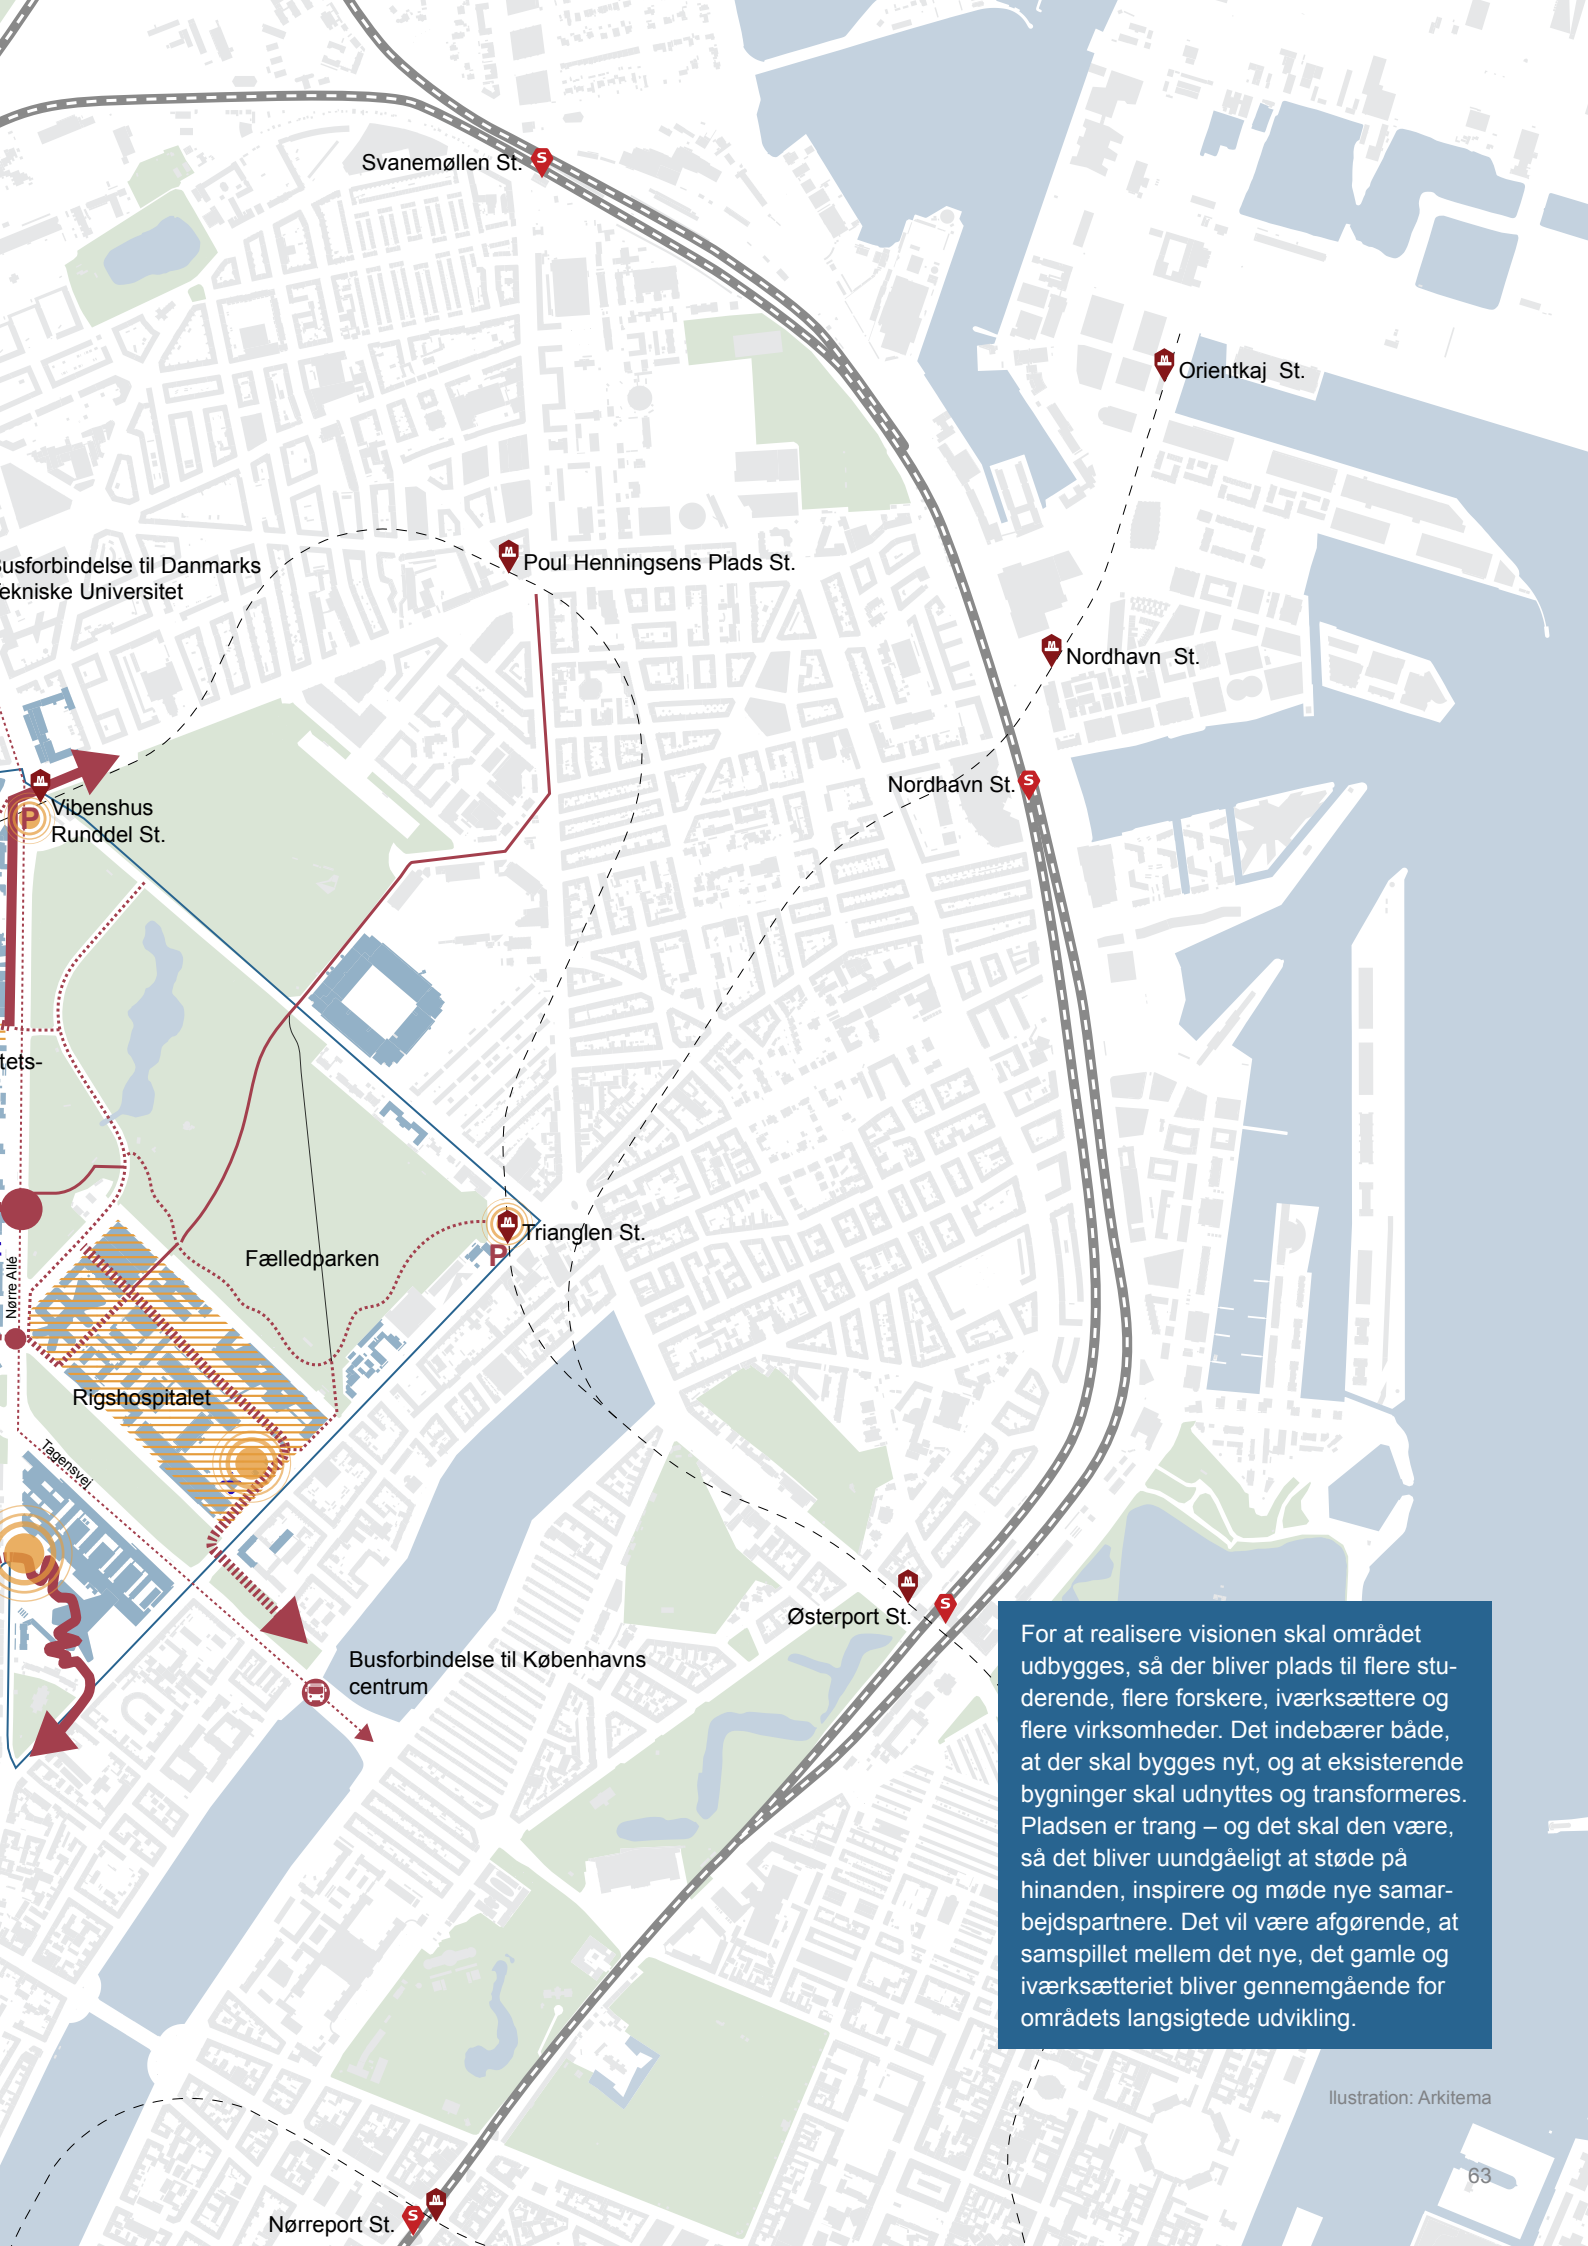 Svanemøllen St.
Orientkaj St.
Poul Henningsens Plads St.
usforbindelse til Danmarks
ekniske Universitet
Nordhavn St.
Nordhavn St.
Vibenshus
Runddel St.
P
tets-
Trianglen St.
P
Fælledparken
Nørre Allé
Rigshospitalet
Tagensvej
Østerport St.
Busforbindelse til Københavns
centrum
For at realisere visionen skal området
udbygges, så der bliver plads til flere stu-
derende, flere forskere, iværksættere og
flere virksomheder. Det indebærer både,
at der skal bygges nyt, og at eksisterende
bygninger skal udnyttes og transformeres.
Pladsen er trang – og det skal den være,
så det bliver uundgåeligt at støde på
hinanden, inspirere og møde nye samar-
bejdspartnere. Det vil være afgørende, at
samspillet mellem det nye, det gamle og
iværksætteriet bliver gennemgående for
områdets langsigtede udvikling.
llustration: Arkitema
63
Nørreport St.